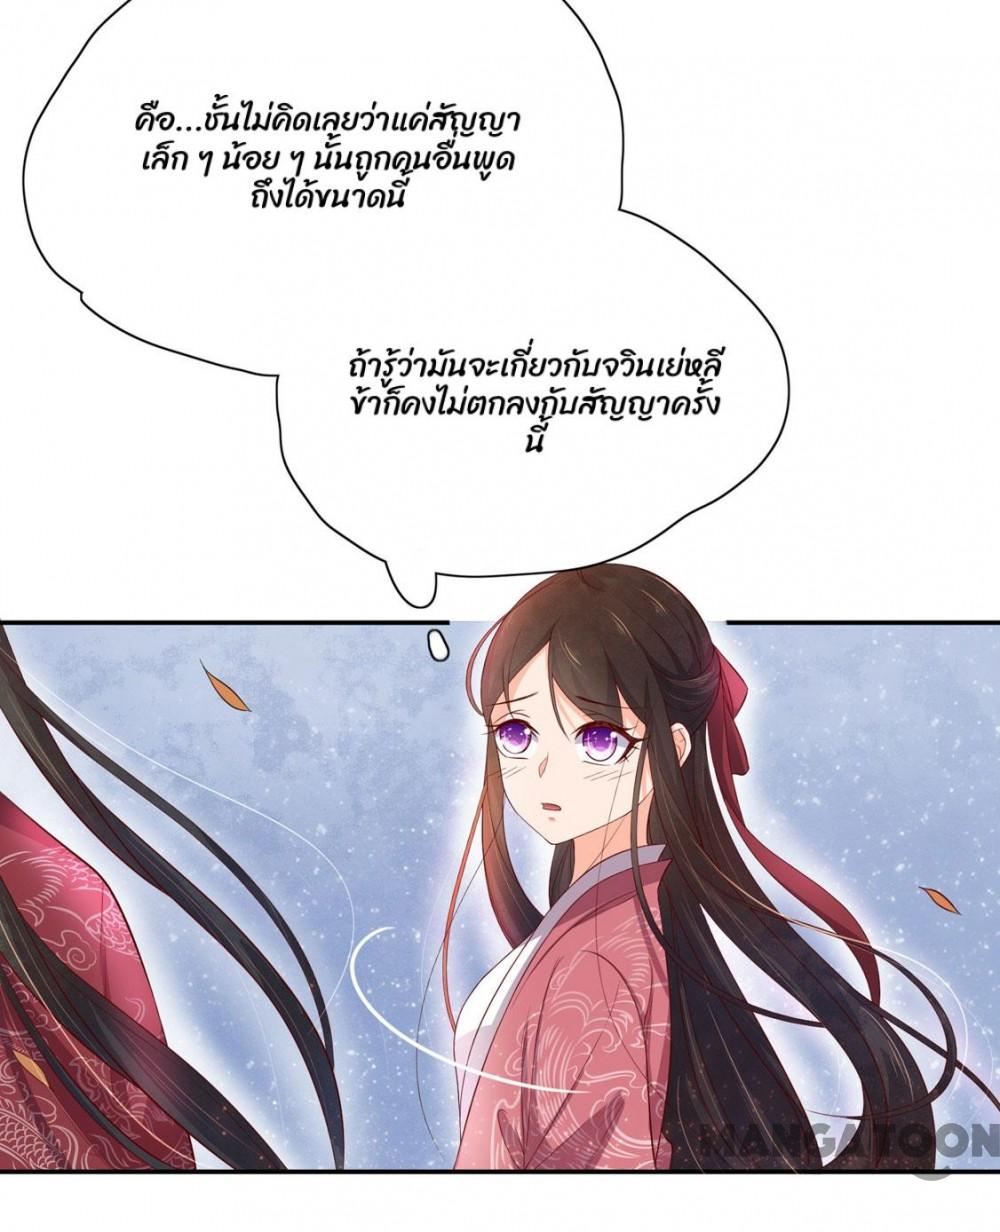 คือ...ชั้นไม่คิดเลยว่าแค่สัญญา
เล็ก ๆ น้อย ๆ นั้นถูกคนอื่นพูด
ถึงได้ขนาดนี้
ถ้ารู้ว่ามันจะเกี่ยวกับจวินเย่หลี
ข้าก็คงไม่ตกลงกับสัญญาครั้ง
นี้
MANGATOON